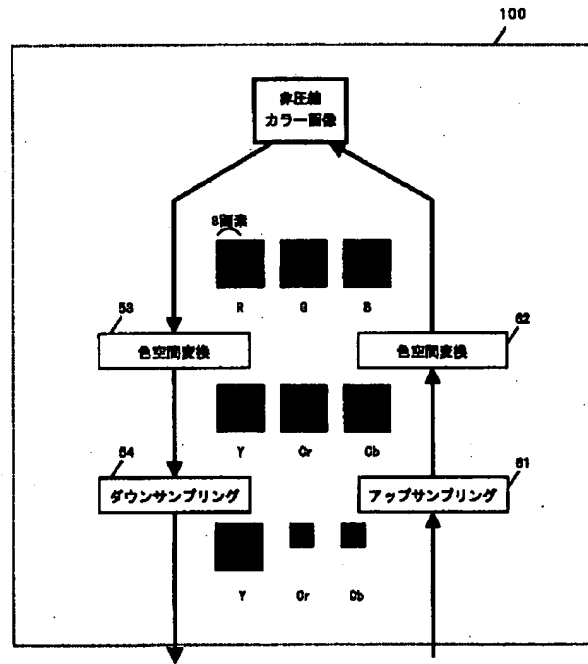 100
非圧縮
カラー画像
8画素
R G B
53 62
色空間変換 色空間変換
Y Cr Cb
54 61
ダウンサンプリング アップサンプリング
Y Cr Cb